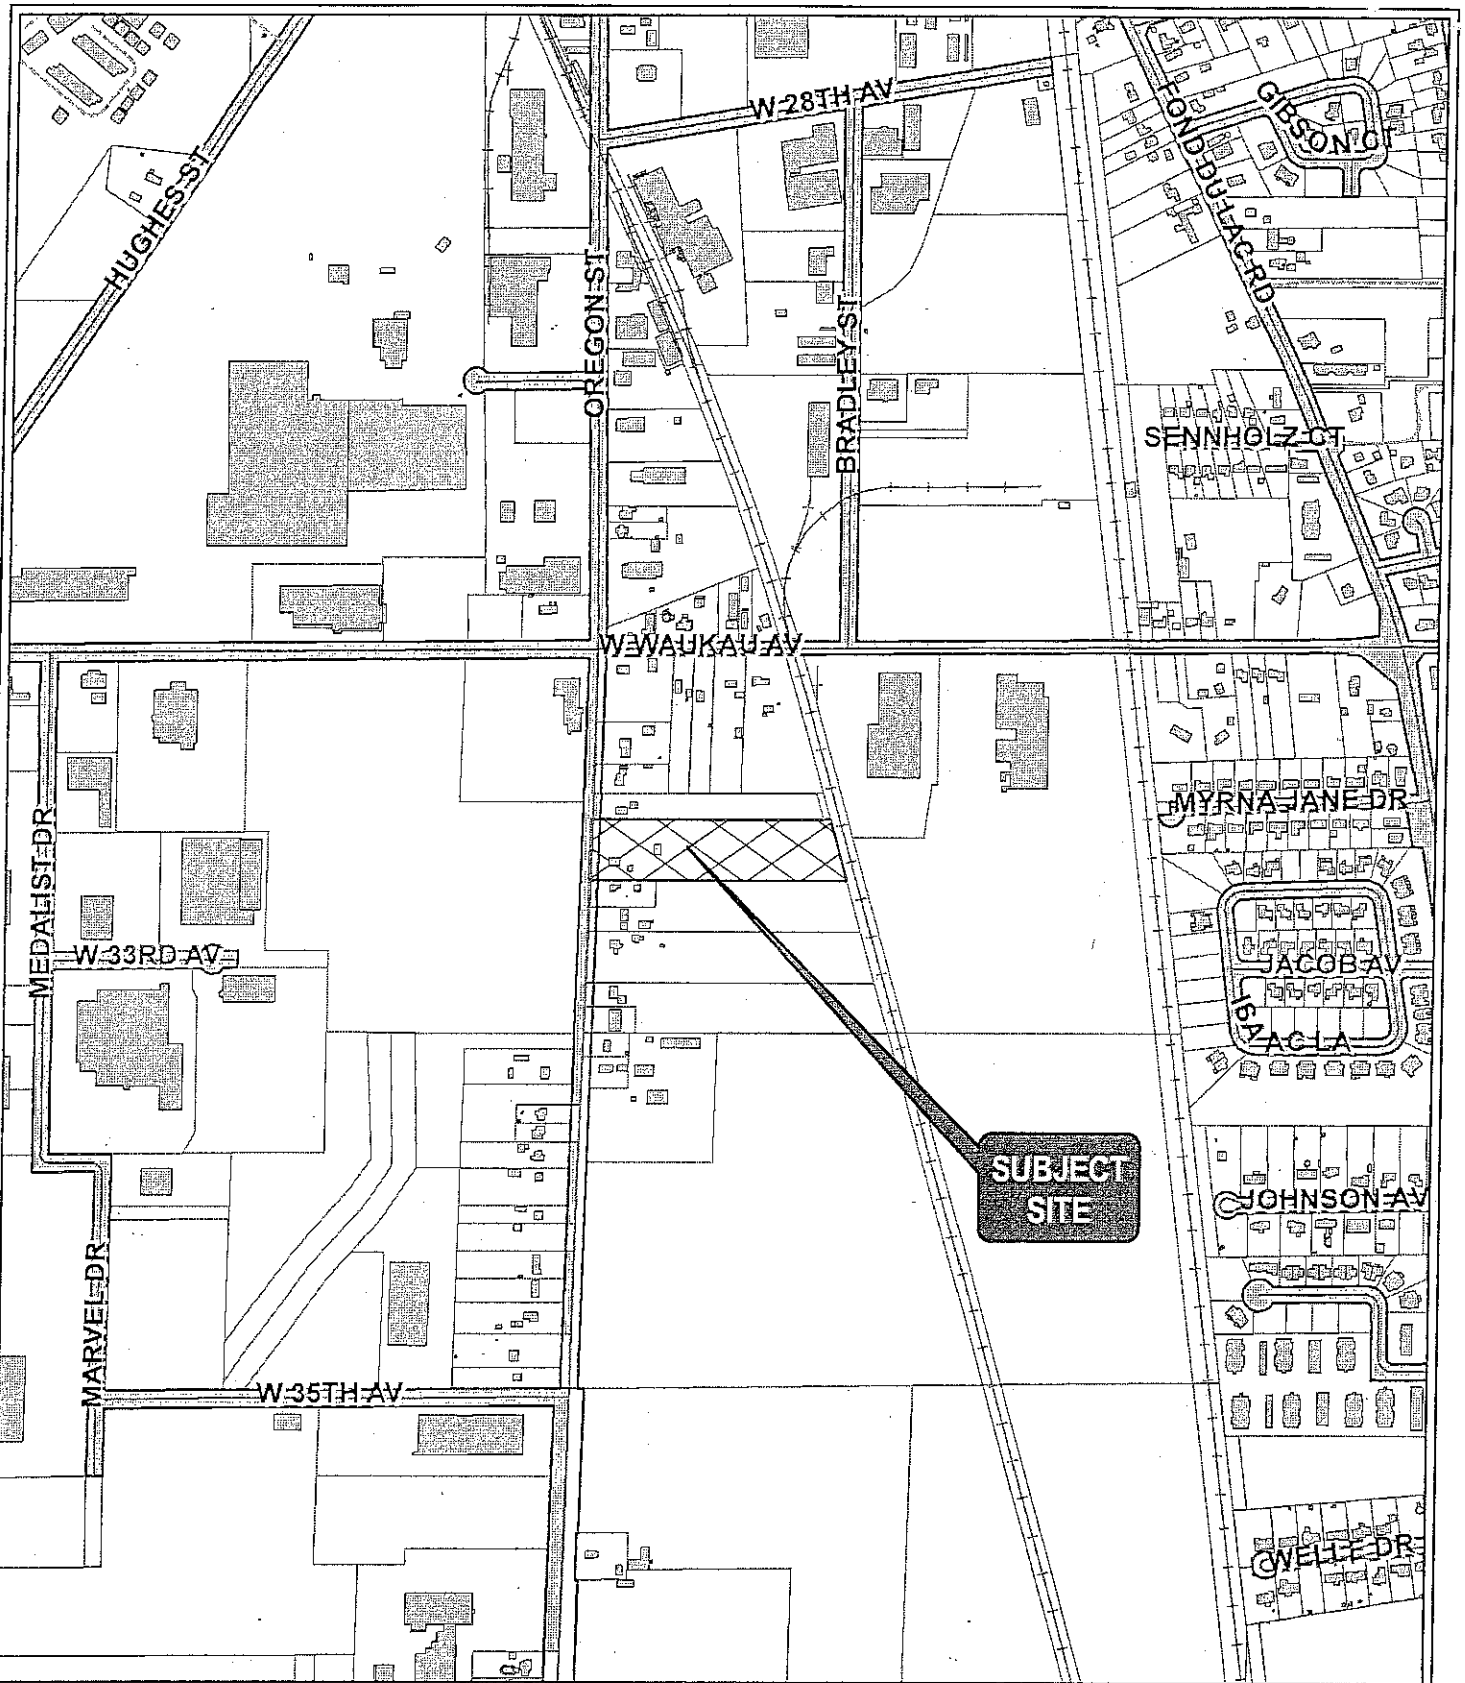 W 28TH AV
GIBSON CT
FOND DU LAC RD
HUGHES ST
OREGON ST
BRADLEY ST
SENNHOLZ CT
W WAUKAU AV
MYRNA JANE DR
MEDALIST DR
W 33RD AV
JACOB AV
ISAAC LA
SUBJECT
SITE
JOHNSON AV
MARVEL DR
W 35TH AV
WELLE DR